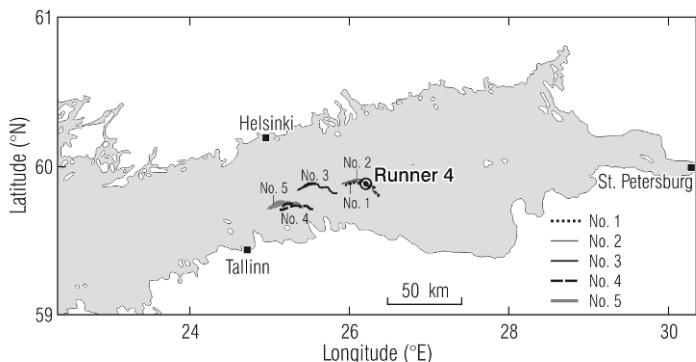 61
Helsinki
No. 2
No. 3
Runner 4
60
Latitude (°N)
No. 5
No. 1
St. Petersburg
No. 4
Tallinn
No. 1
No. 2
No. 3
50 km
No. 4
No. 5
59
24
26
28
30
Longitude (°E)